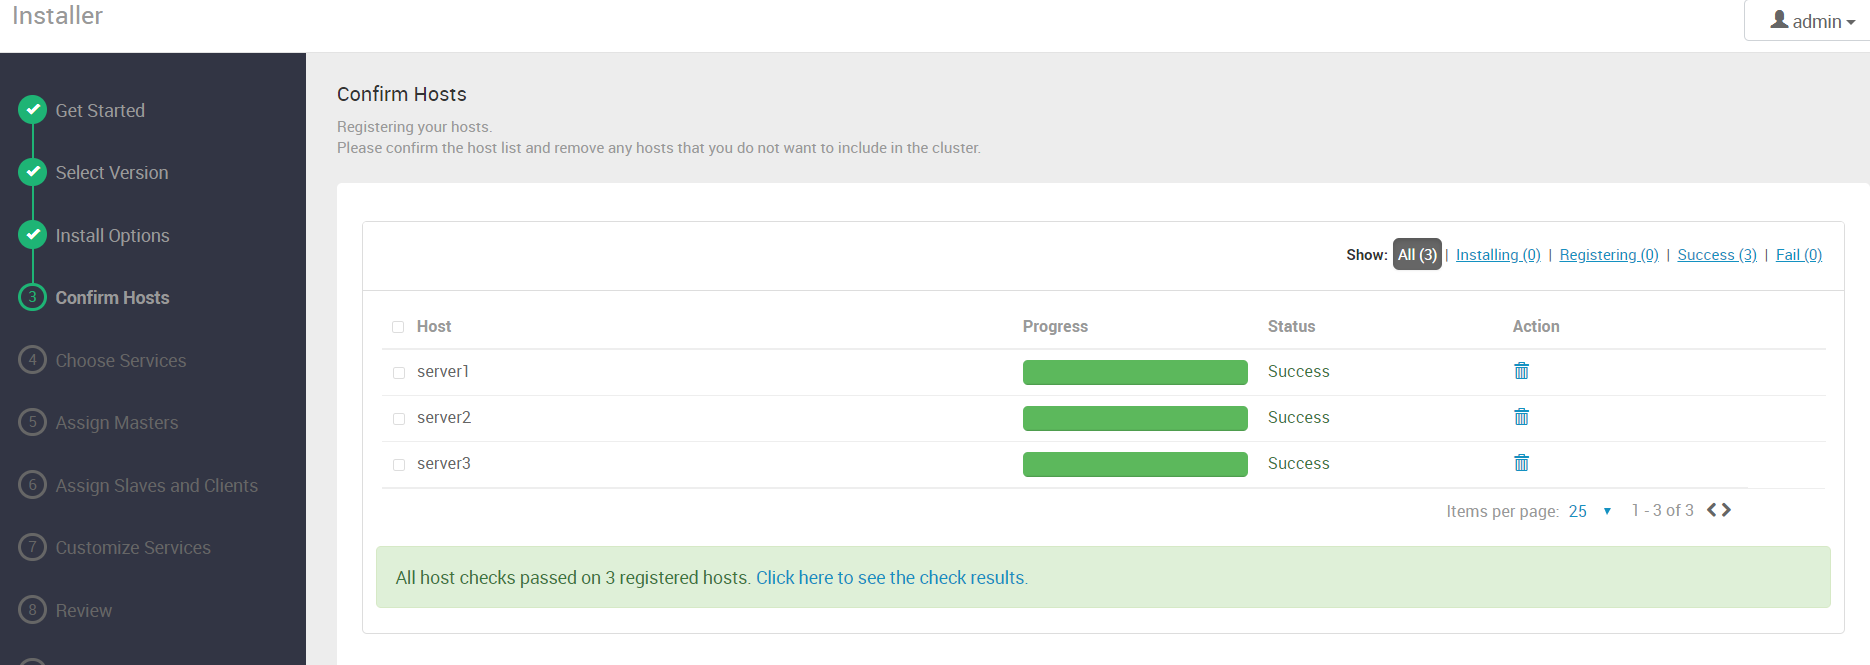 Installer
admin
Get Started
Select Version
Install Options
3 Confirm Hosts
4 Choose Services
5 Assign Masters
6 Assign Slaves and Clients
7 Customize Services
8 Review
Confirm Hosts
Registering your hosts.
Please confirm the host list and remove any hosts that you do not want to include in the cluster.
Show: All (3) | Installing (0) | Registering (0) | Success (3) | Fail (0)
Host Progress Status Action
server1 Success
server2 Success
server3 Success
Items per page: 25 1 - 3 of 3
All host checks passed on 3 registered hosts. Click here to see the check results.